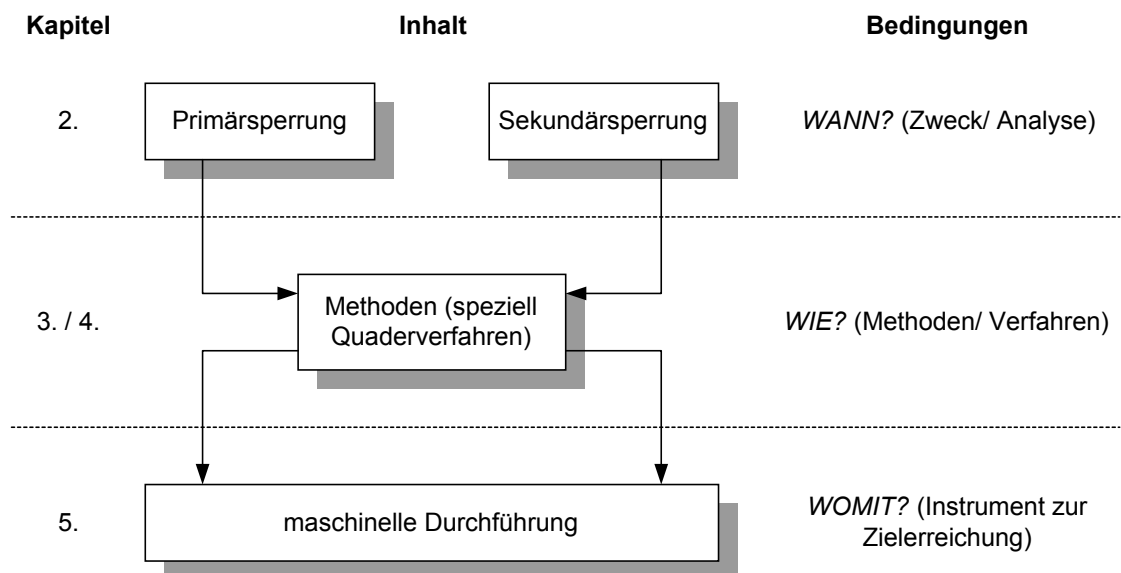 Kapitel Inhalt Bedingungen
2. Primärsperrung Sekundärsperrung WANN? (Zweck/ Analyse)
3. / 4. Methoden (speziell Quaderverfahren) WIE? (Methoden/ Verfahren)
5. maschinelle Durchführung WOMIT? (Instrument zur
Zielerreichung)